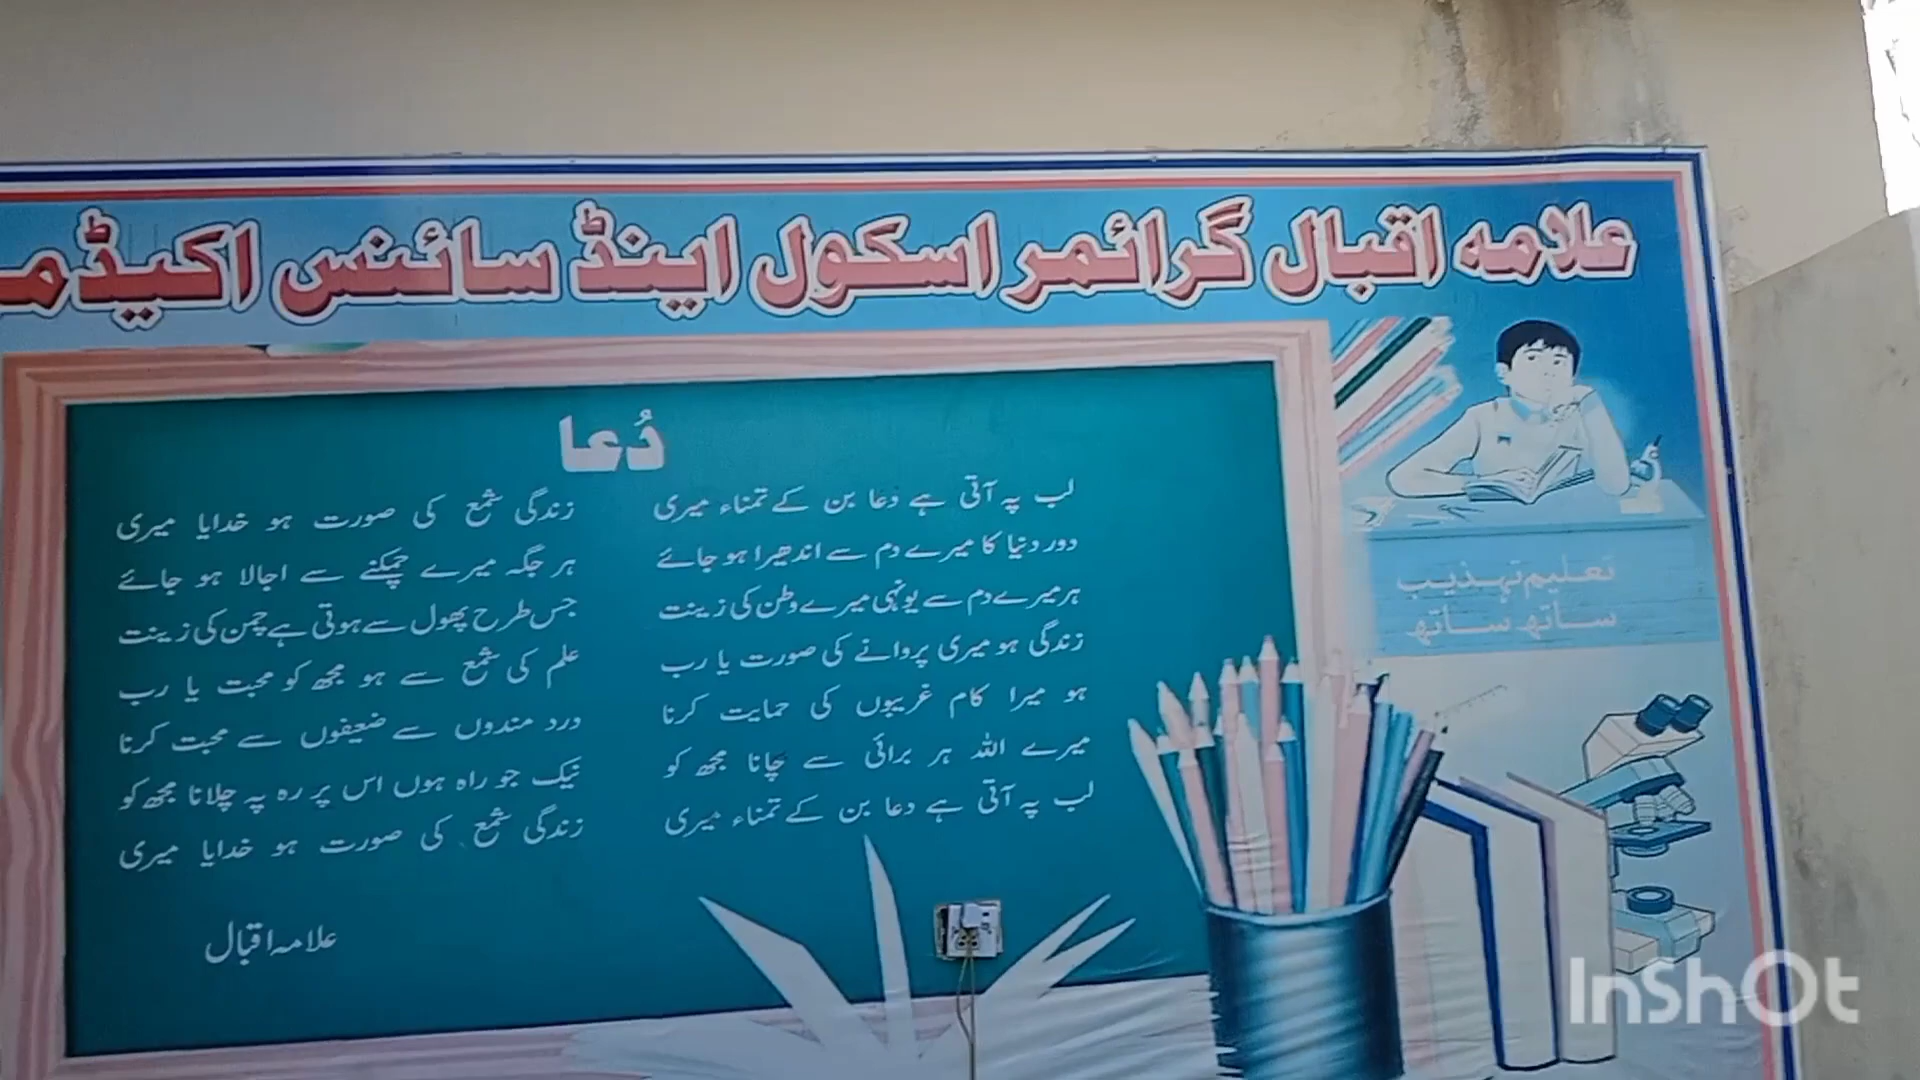 علامہ اقبال گرائمر اسکول اینڈ سائنس اکیڈم
دُعا
لب پہ آتی ہے دعا بن کے تمناء میری زندگی شمع کی صورت ہو خدایا میری
دور دنیا کا میرے دم سے اندھیرا ہو جائے ہر جگہ میرے چمکنے سے اجالا ہو جائے
ہر میرے دم سے یونہی میرے وطن کی زینت جس طرح پھول سے ہوتی ہے چمن کی زینت
زندگی ہو میری پروانے کی صورت یا رب علم کی شمع سے ہو مجھ کو محبت یا رب
ہو میرا کام غریبوں کی حمایت کرنا درد مندوں سے ضعیفوں سے محبت کرنا
میرے اللہ ہر برائی سے بچانا مجھ کو نیک جو راہ ہوں اس پر رہ پہ چلانا مجھ کو
لب پہ آتی ہے دعا بن کے تمناء میری زندگی شمع کی صورت ہو خدایا میری
علامہ اقبال
تعلیم تہذیب
ساتھ ساتھ
InShOt